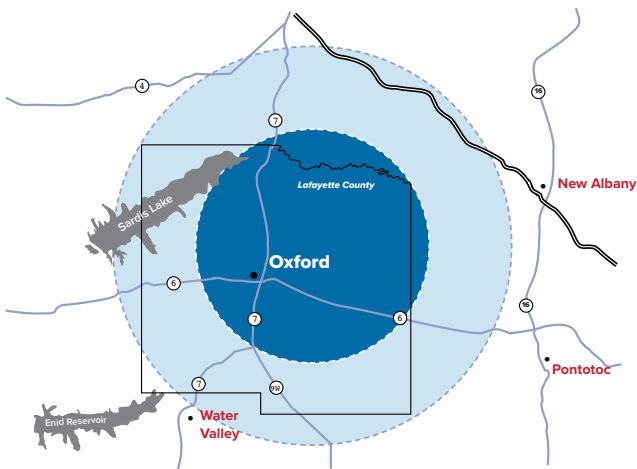 4
16
7
New Albany
Lafayette County
Sardis Lake
Oxford
6
16
7
6
Pontotoc
7
9W
Water
Valley
Enid Reservoir